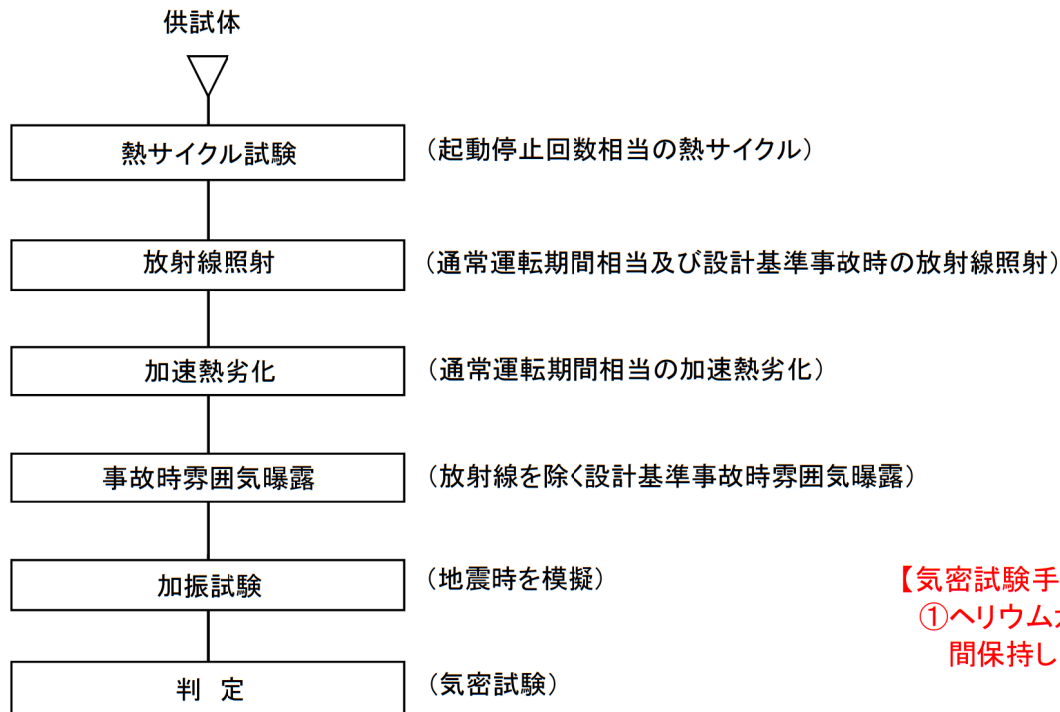 供試体
熱サイクル試験 (起動停止回数相当の熱サイクル)
放射線照射 (通常運転期間相当及び設計基準事故時の放射線照射)
加速熱劣化 (通常運転期間相当の加速熱劣化)
事故時雰囲気曝露 (放射線を除く設計基準事故時雰囲気曝露)
加振試験 (地震時を模擬)
【気密試験手
①ヘリウム
間保持し
判 定 (気密試験)